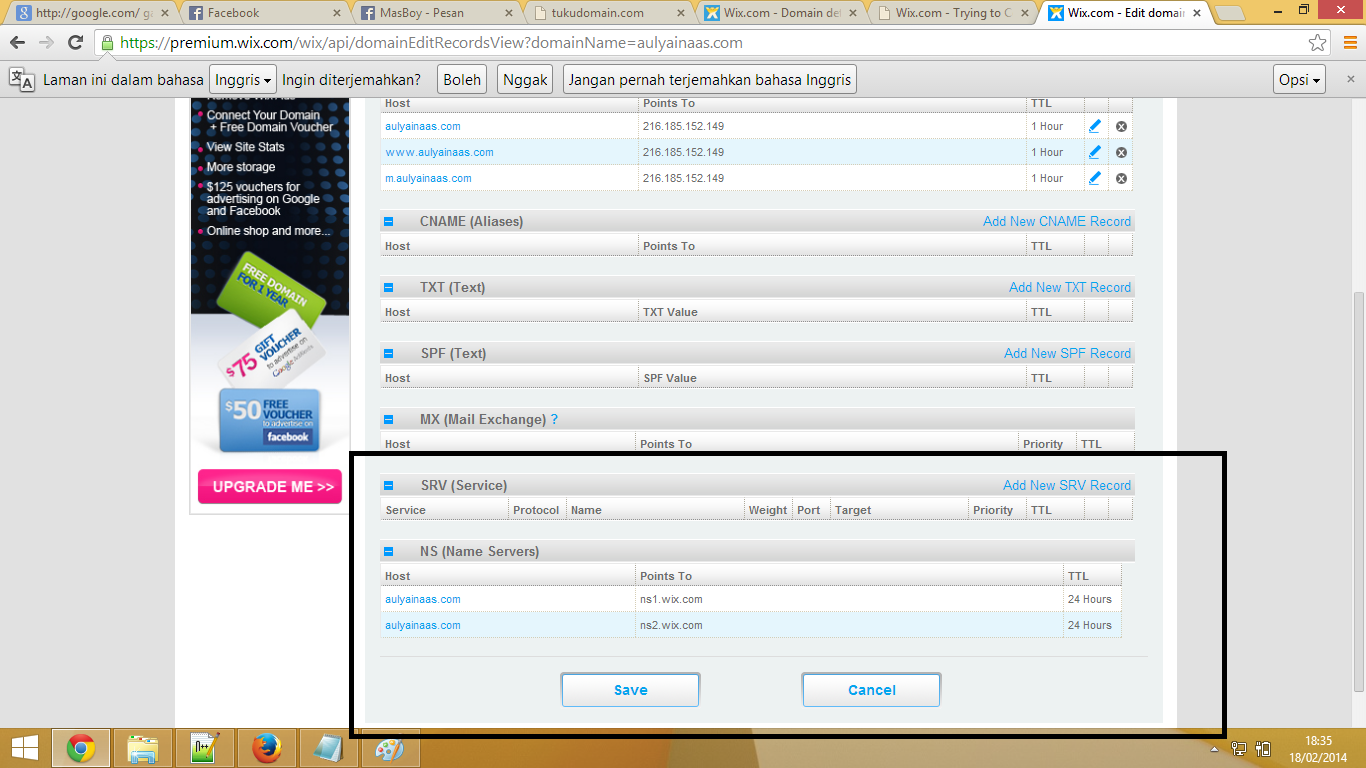 http://google.com/ g
Facebook
MasBoy - Pesan
tukudomain.com
Wix.com - Domain de
Wix.com - Trying to C
Wix.com - Edit domai
https://premium.wix.com/wix/api/domainEditRecordsView?domainName=aulyainaas.com
Laman ini dalam bahasa Inggris Ingin diterjemahkan? Boleh Nggak Jangan pernah terjemahkan bahasa Inggris Opsi
Connect Your Domain
+ Free Domain Voucher
View Site Stats
More storage
$125 vouchers for
advertising on Google
and Facebook
Online shop and more...
FREE DOMAIN
FOR 1 YEAR
$75 GIFT
VOUCHER
to advertise on
Google AdWords
$50 FREE
VOUCHER
to advertise on
facebook
UPGRADE ME >>
Host Points To TTL
aulyainaas.com 216.185.152.149 1 Hour
www.aulyainaas.com 216.185.152.149 1 Hour
m.aulyainaas.com 216.185.152.149 1 Hour
CNAME (Aliases) Add New CNAME Record
Host Points To TTL
TXT (Text) Add New TXT Record
Host TXT Value TTL
SPF (Text) Add New SPF Record
Host SPF Value TTL
MX (Mail Exchange) ?
Host Points To Priority TTL
SRV (Service) Add New SRV Record
Service Protocol Name Weight Port Target Priority TTL
NS (Name Servers)
Host Points To TTL
aulyainaas.com ns1.wix.com 24 Hours
aulyainaas.com ns2.wix.com 24 Hours
Save Cancel
18:35
18/02/2014